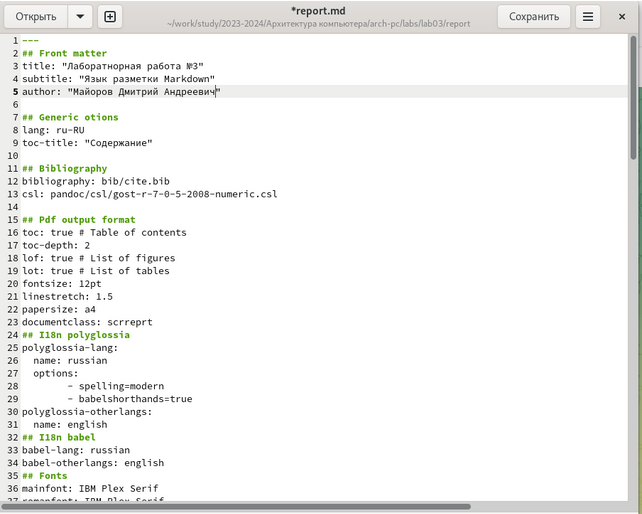 Открыть
*report.md
~/work/study/2023-2024/Архитектура компьютера/arch-pc/labs/lab03/report
Сохранить
1 ---
2 ## Front matter
3 title: "Лаборатнорная работа №3"
4 subtitle: "Язык разметки Markdown"
5 author: "Майоров Дмитрий Андреевич"
6
7 ## Generic otions
8 lang: ru-RU
9 toc-title: "Содержание"
10
11 ## Bibliography
12 bibliography: bib/cite.bib
13 csl: pandoc/csl/gost-r-7-0-5-2008-numeric.csl
14
15 ## Pdf output format
16 toc: true # Table of contents
17 toc-depth: 2
18 lof: true # List of figures
19 lot: true # List of tables
20 fontsize: 12pt
21 linestretch: 1.5
22 papersize: a4
23 documentclass: scrreprt
24 ## I18n polyglossia
25 polyglossia-lang:
26   name: russian
27   options:
28         - spelling=modern
29         - babelshorthands=true
30 polyglossia-otherlangs:
31   name: english
32 ## I18n babel
33 babel-lang: russian
34 babel-otherlangs: english
35 ## Fonts
36 mainfont: IBM Plex Serif
37 romanfont: IBM Plex Serif